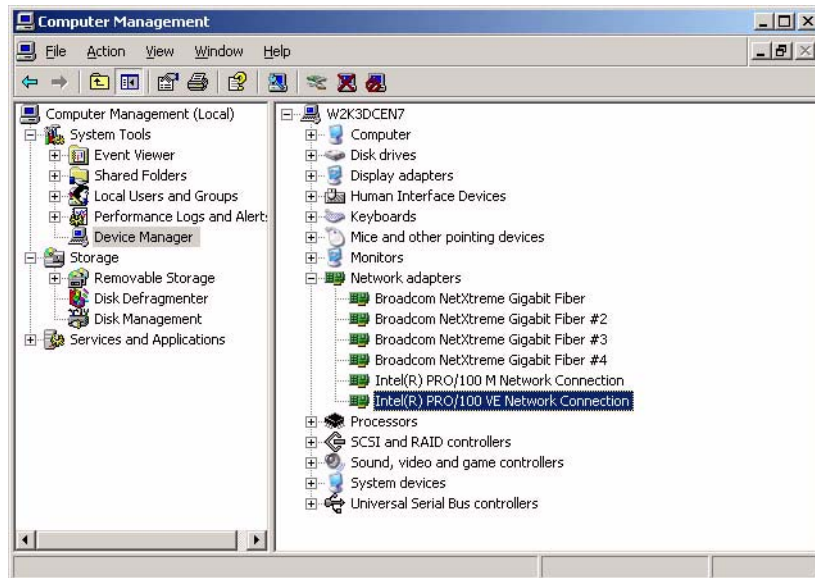 Computer Management
File Action View Window Help
Computer Management (Local)
System Tools
Event Viewer
Shared Folders
Local Users and Groups
Performance Logs and Alert
Device Manager
Storage
Removable Storage
Disk Defragmenter
Disk Management
Services and Applications
W2K3DCEN7
Computer
Disk drives
Display adapters
Human Interface Devices
Keyboards
Mice and other pointing devices
Monitors
Network adapters
Broadcom NetXtreme Gigabit Fiber
Broadcom NetXtreme Gigabit Fiber #2
Broadcom NetXtreme Gigabit Fiber #3
Broadcom NetXtreme Gigabit Fiber #4
Intel(R) PRO/100 M Network Connection
Intel(R) PRO/100 VE Network Connection
Processors
SCSI and RAID controllers
Sound, video and game controllers
System devices
Universal Serial Bus controllers